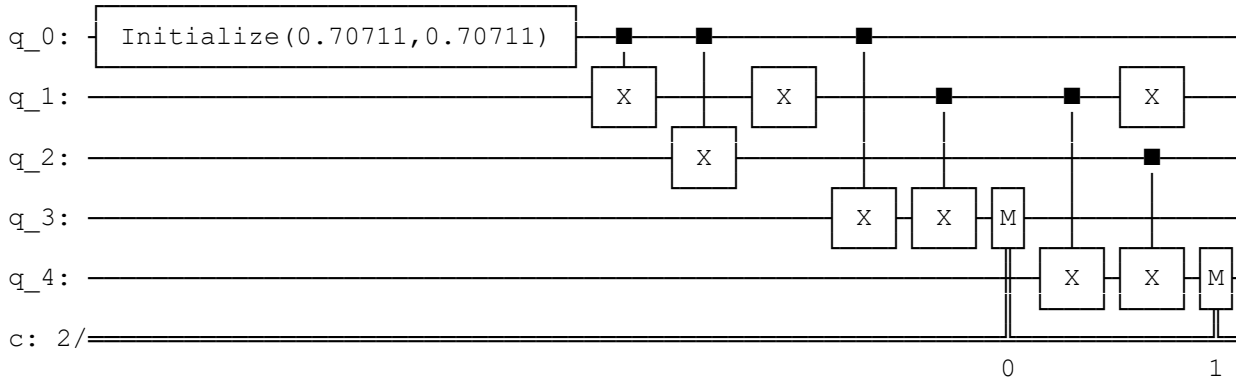 q_0: Initialize(0.70711,0.70711)
q_1: X X X
q_2: X
q_3: X X M
q_4: X X M
c: 2/
0 1